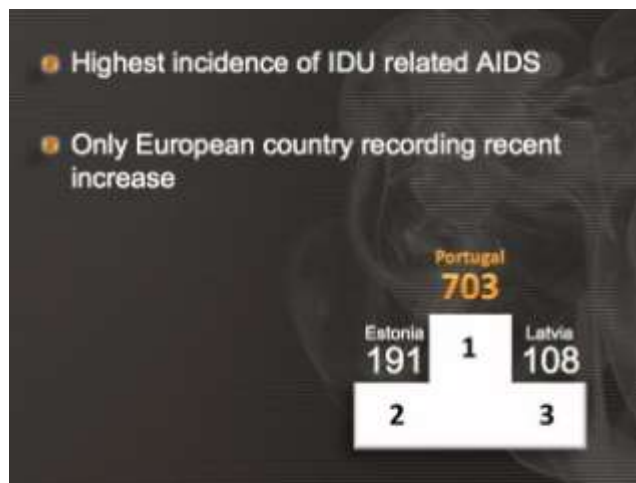 Highest incidence of IDU related AIDS
Only European country recording recent
increase
Portugal
703
Estonia
191
1
Latvia
108
2
3